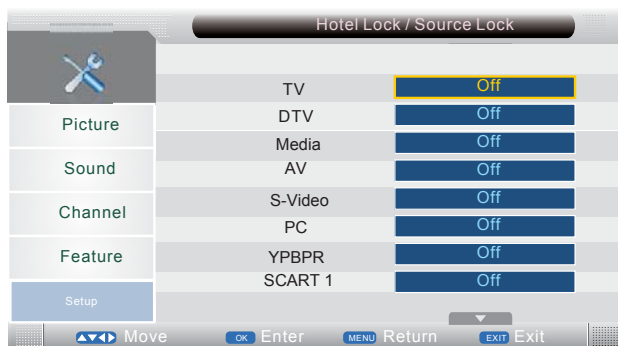 Hotel Lock / Source Lock
TV Off
DTV Off
Media Off
AV Off
S-Video Off
PC Off
YPBPR Off
SCART 1 Off
Picture
Sound
Channel
Feature
Setup
Move OK Enter MENU Return EXIT Exit